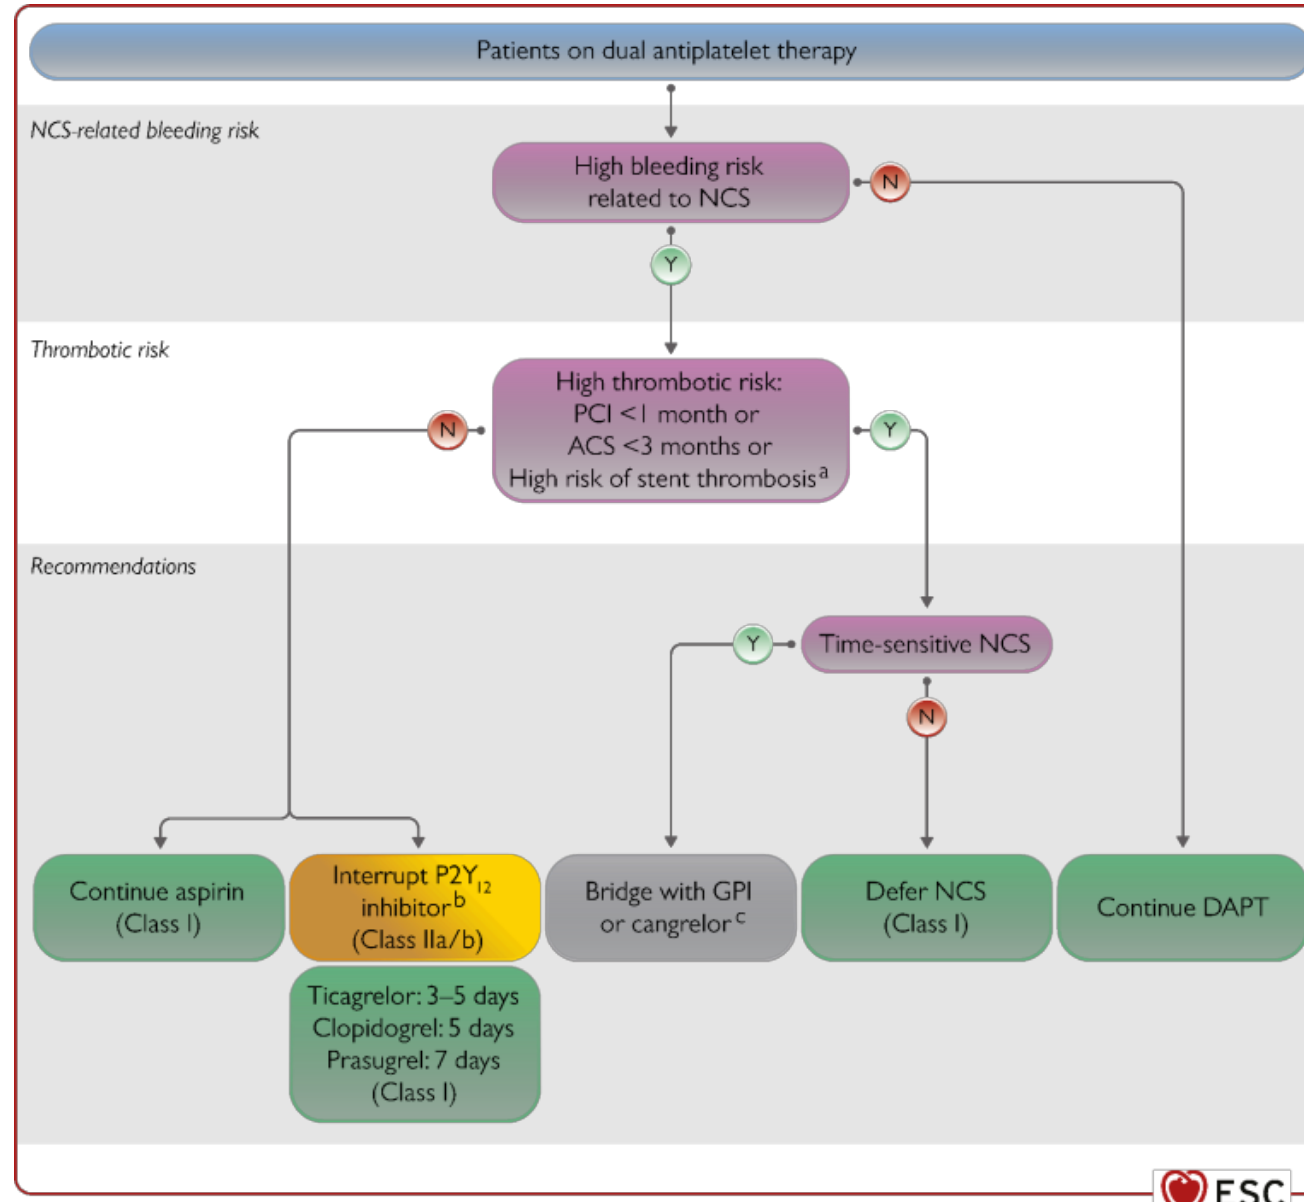 Patients on dual antiplatelet therapy
NCS-related bleeding risk
High bleeding risk
related to NCS
N
Y
Thrombotic risk
High thrombotic risk:
PCI <1 month or
ACS <3 months or
High risk of stent thrombosisᵃ
N
Y
Recommendations
Time-sensitive NCS
Y
N
Continue aspirin
(Class I)
Interrupt P2Y₁₂
inhibitorᵇ
(Class IIa/b)
Ticagrelor: 3–5 days
Clopidogrel: 5 days
Prasugrel: 7 days
(Class I)
Bridge with GPI
or cangrelorᶜ
Defer NCS
(Class I)
Continue DAPT
ESC